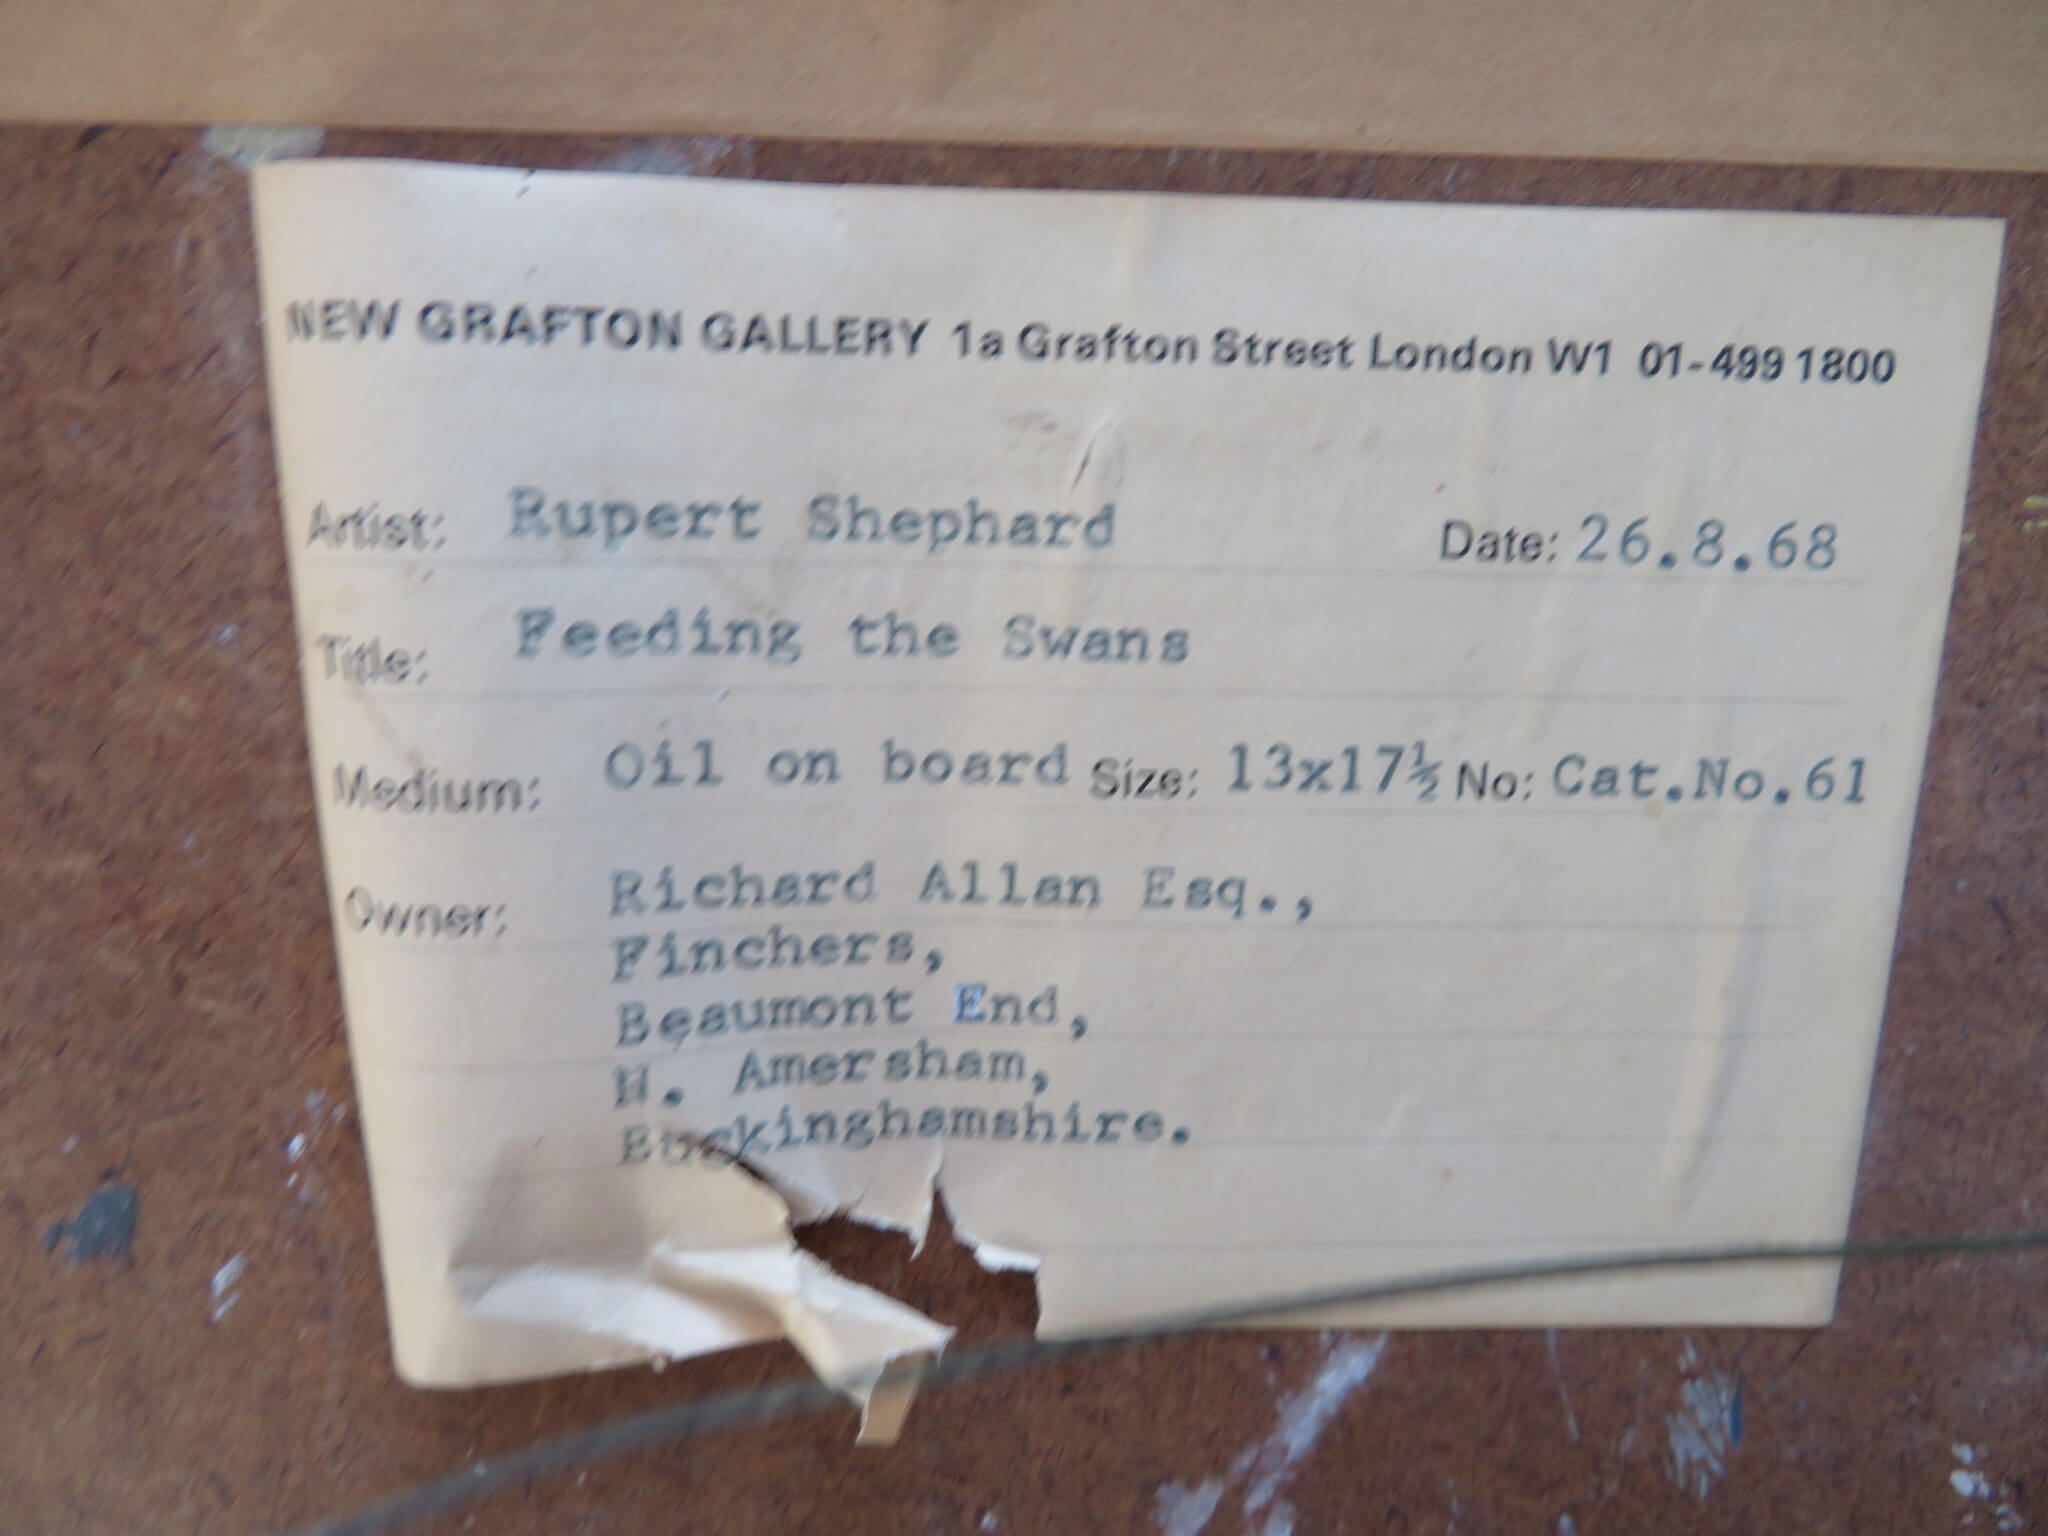 NEW GRAFTON GALLERY 1a Grafton Street London W1 01-499 1800
Artist: Rupert Shephard Date: 26.8.68
Title: Feeding the Swans
Medium: Oil on board Size: 13x17½ No: Cat.No.61
Owner: Richard Allan Esq.,
Finchers,
Beaumont End,
N. Amersham,
Buckinghamshire.